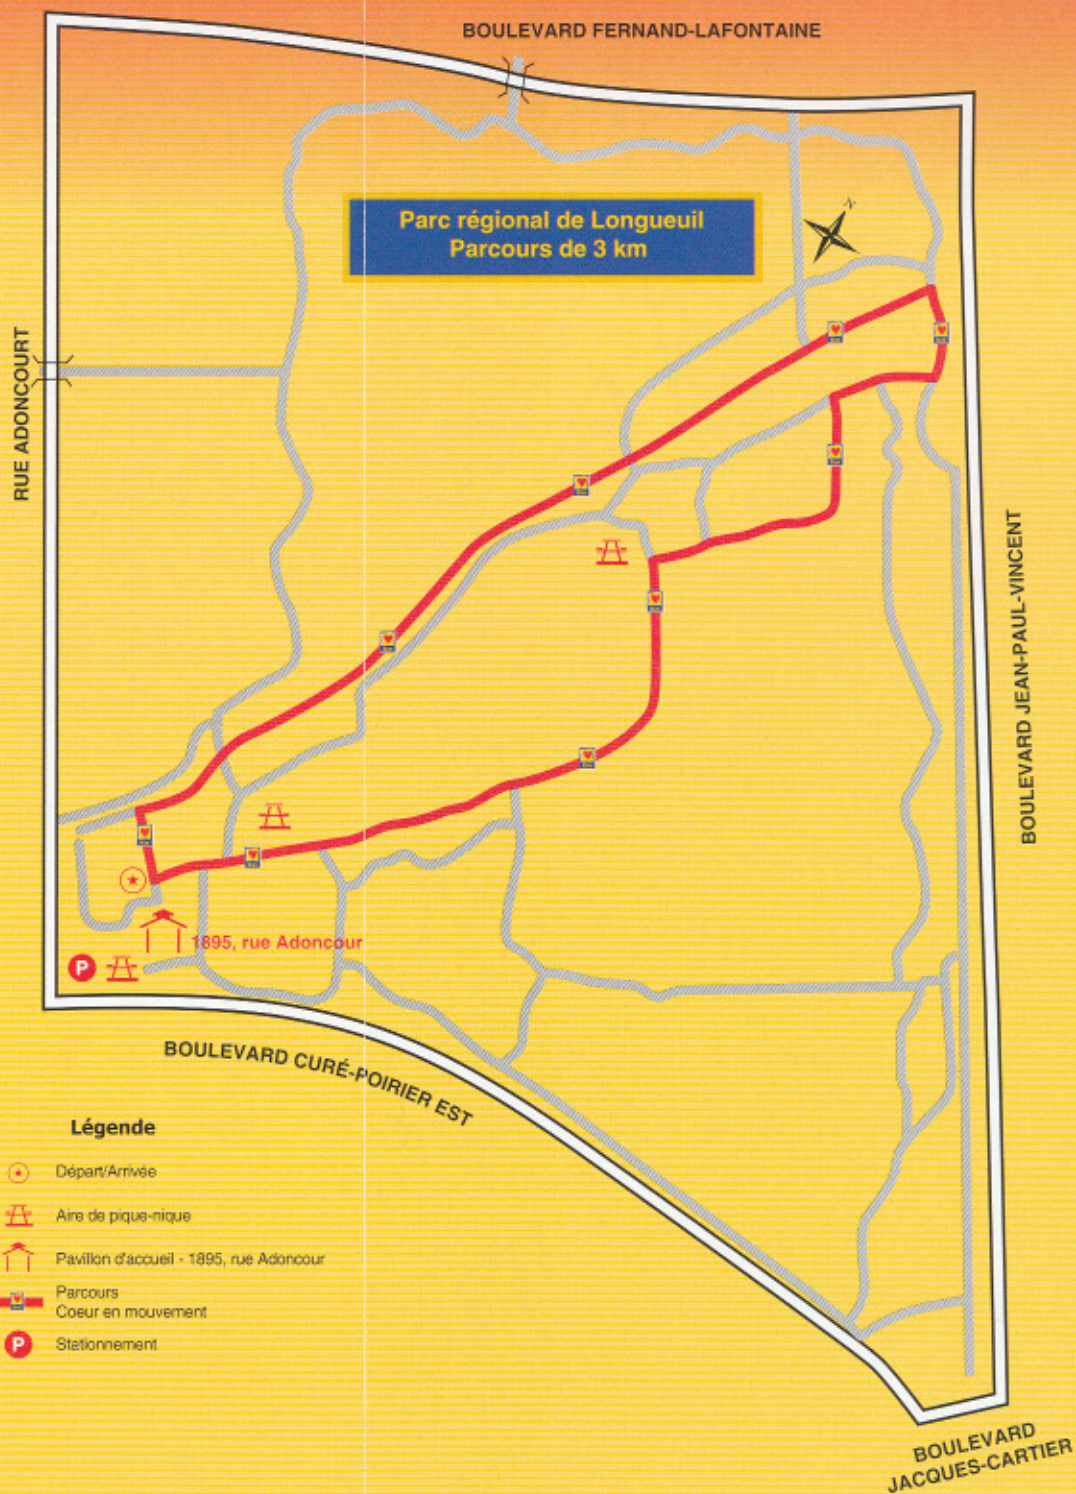 BOULEVARD FERNAND-LAFONTAINE
N
Parc régional de Longueuil
Parcours de 3 km
RUE ADONCOURT
BOULEVARD JEAN-PAUL-VINCENT
1895, rue Adoncour
P
BOULEVARD CURÉ-POIRIER EST
Légende
Départ/Arrivée
Aire de pique-nique
Pavillon d'accueil - 1895, rue Adoncour
Parcours
Coeur en mouvement
P
Stationnement
BOULEVARD
JACQUES-CARTIER